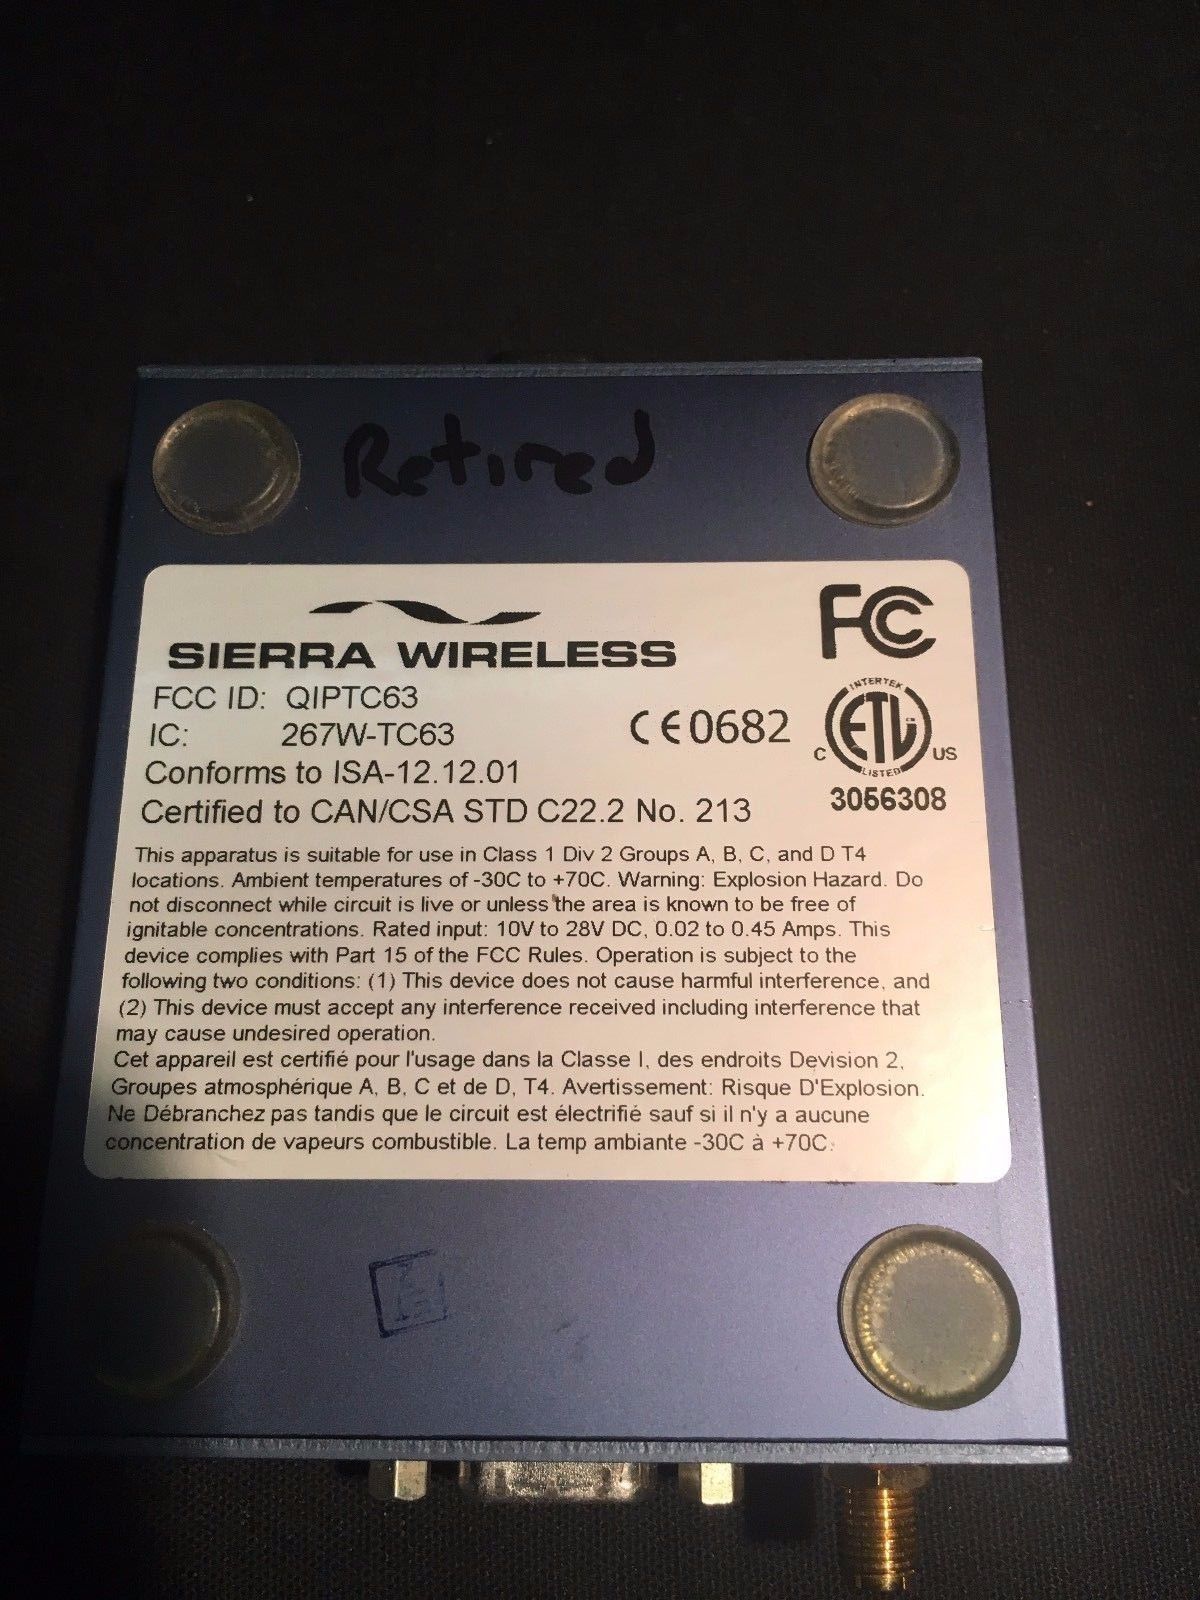 Retired
SIERRA WIRELESS
FC
FCC ID: QIPTC63
IC: 267W-TC63
CE0682
INTERTEK
ETL
C US
LISTED
3056308
Conforms to ISA-12.12.01
Certified to CAN/CSA STD C22.2 No. 213
This apparatus is suitable for use in Class 1 Div 2 Groups A, B, C, and D T4
locations. Ambient temperatures of -30C to +70C. Warning: Explosion Hazard. Do
not disconnect while circuit is live or unless the area is known to be free of
ignitable concentrations. Rated input: 10V to 28V DC, 0.02 to 0.45 Amps. This
device complies with Part 15 of the FCC Rules. Operation is subject to the
following two conditions: (1) This device does not cause harmful interference, and
(2) This device must accept any interference received including interference that
may cause undesired operation.
Cet appareil est certifié pour l'usage dans la Classe I, des endroits Devision 2,
Groupes atmosphérique A, B, C et de D, T4. Avertissement: Risque D'Explosion.
Ne Débranchez pas tandis que le circuit est électrifié sauf si il n'y a aucune
concentration de vapeurs combustible. La temp ambiante -30C à +70C.